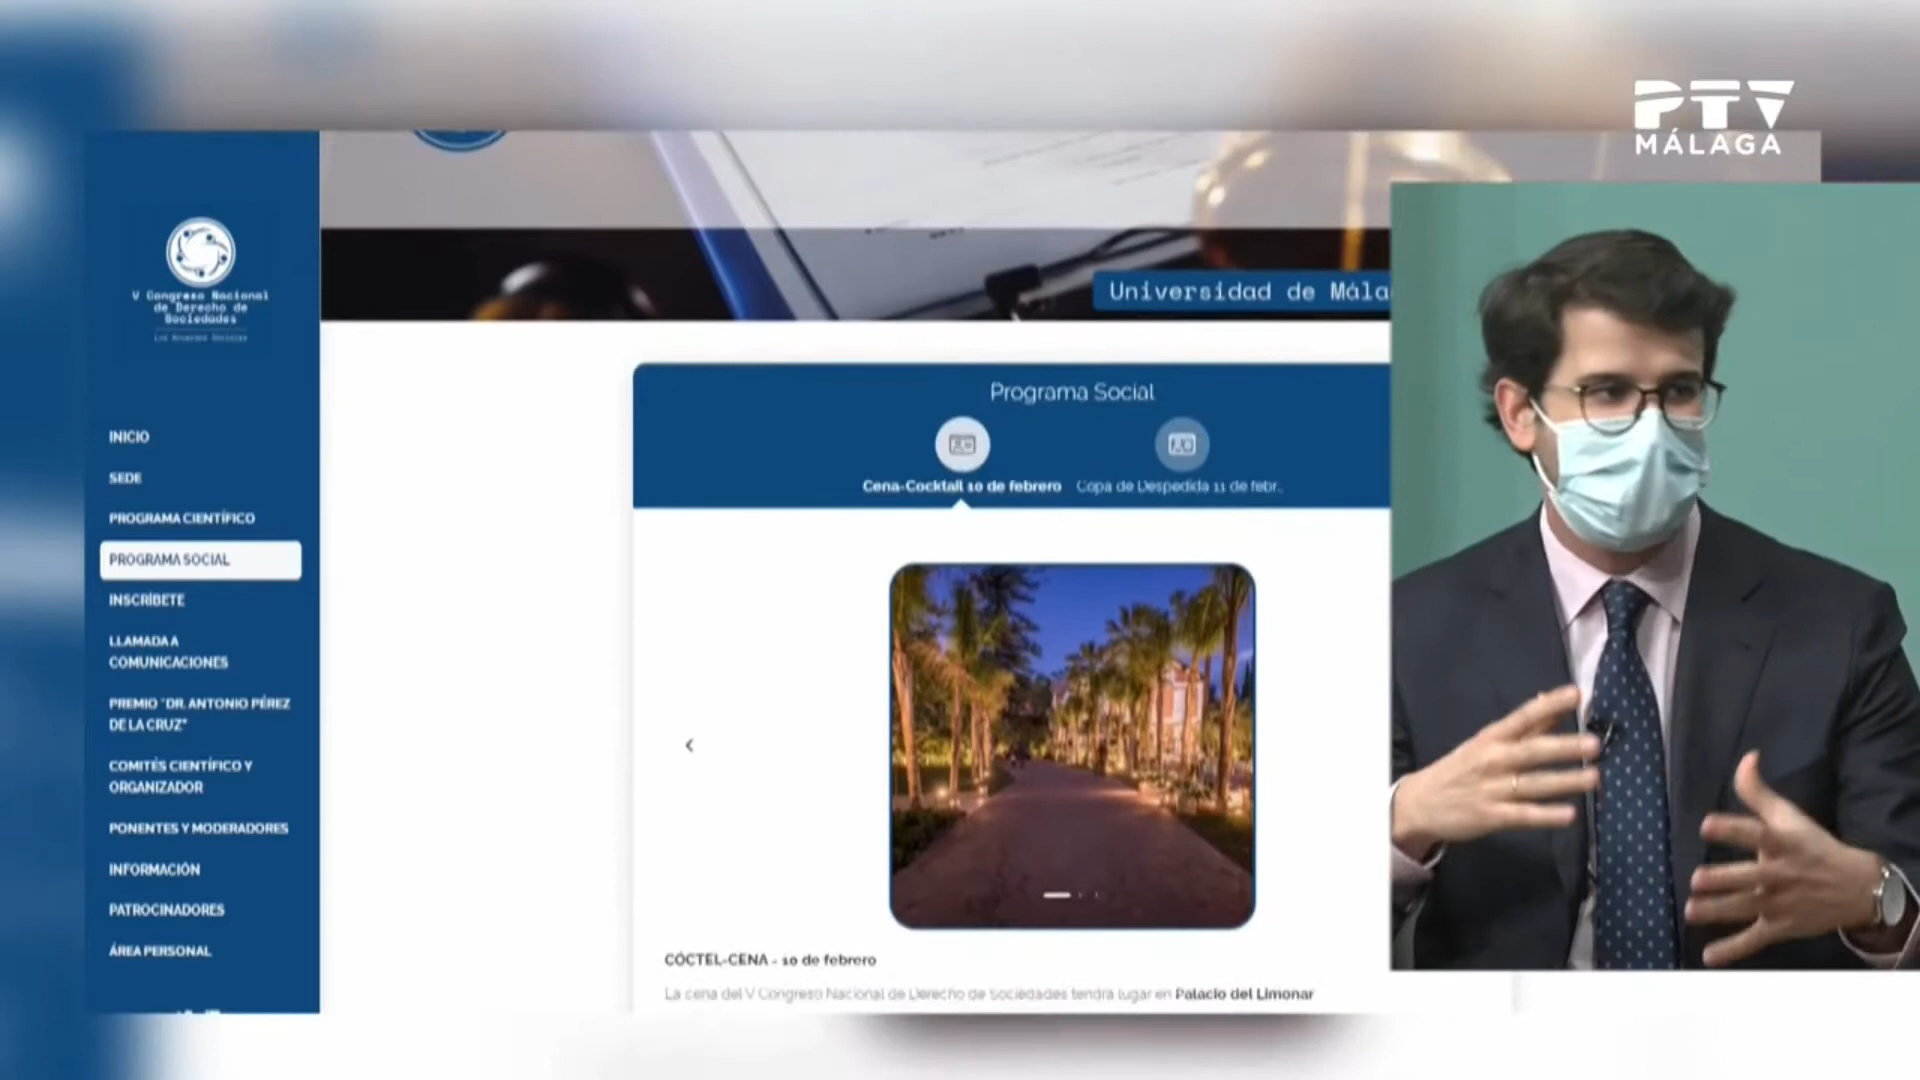 PTV
MÁLAGA
V Congreso Nacional
de Derecho de
Sociedades
Los Acuerdos Sociales
INICIO
SEDE
PROGRAMA CIENTÍFICO
PROGRAMA SOCIAL
INSCRÍBETE
LLAMADA A
COMUNICACIONES
PREMIO "DR. ANTONIO PÉREZ
DE LA CRUZ"
COMITÉS CIENTÍFICO Y
ORGANIZADOR
PONENTES Y MODERADORES
INFORMACIÓN
PATROCINADORES
ÁREA PERSONAL
Universidad de Mála
Programa Social
Cena-Cocktail 10 de febrero
Copa de Despedida 11 de febr...
CÓCTEL-CENA - 10 de febrero
La cena del V Congreso Nacional de Derecho de Sociedades tendrá lugar en Palacio del Limonar